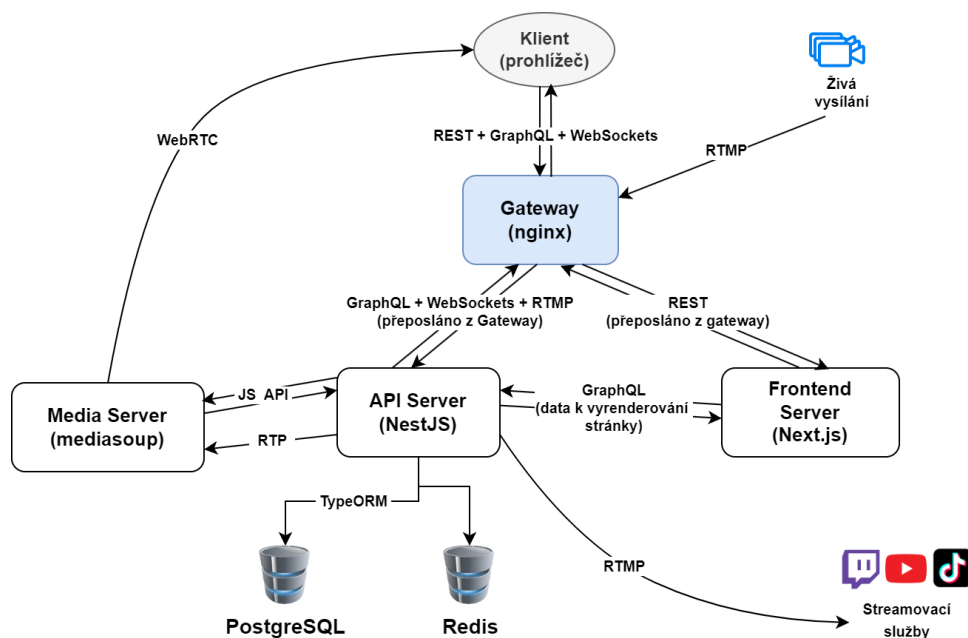 Klient
(prohlížeč)
Živá
vysílání
WebRTC
REST + GraphQL + WebSockets
RTMP
Gateway
(nginx)
GraphQL + WebSockets + RTMP
(přeposláno z Gateway)
REST
(přeposláno z gateway)
Media Server
(mediasoup)
JS API
RTP
API Server
(NestJS)
GraphQL
(data k vyrenderování
stránky)
Frontend
Server
(Next.js)
TypeORM
RTMP
PostgreSQL
Redis
Streamovací
služby